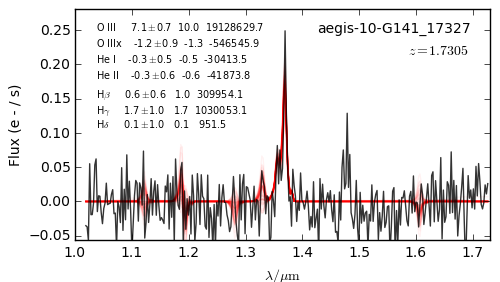 aegis-10-G141_17327
z=1.7305
O III 7.1±0.7 10.0 19128629.7
O IIIx -1.2±0.9 -1.3 -546545.9
He I -0.3±0.5 -0.5 -30413.5
He II -0.3±0.6 -0.6 -41873.8
Hβ 0.6±0.6 1.0 309954.1
Hγ 1.7±1.0 1.7 1030053.1
Hδ 0.1±1.0 0.1 951.5
Flux (e - / s)
0.25
0.20
0.15
0.10
0.05
0.00
−0.05
1.0 1.1 1.2 1.3 1.4 1.5 1.6 1.7
λ/μm